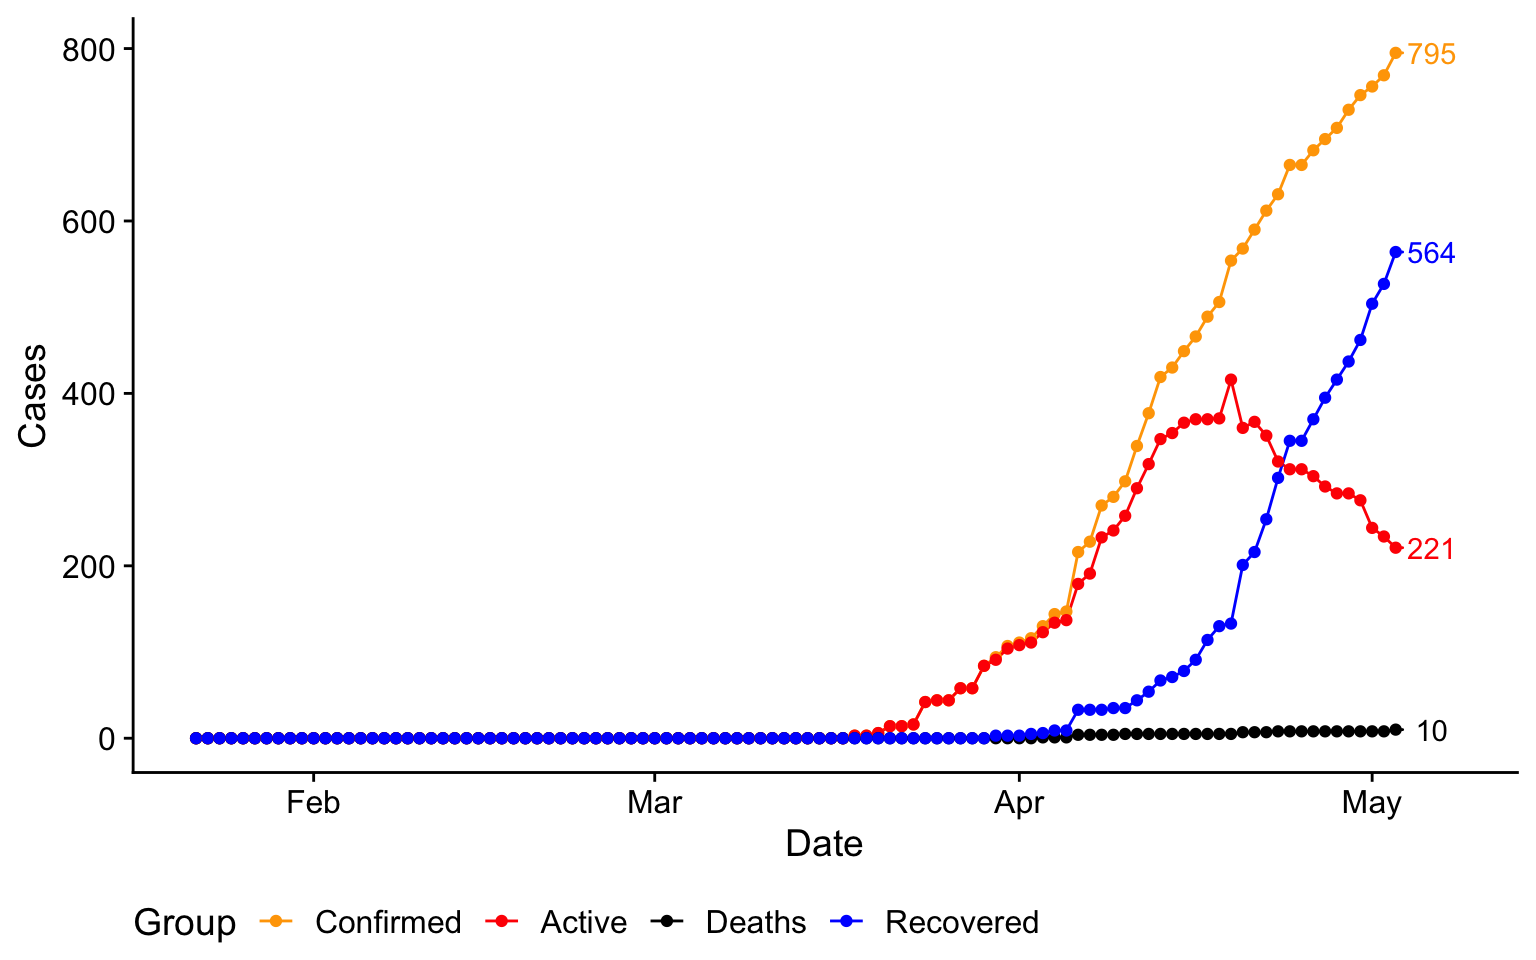 800
600
400
200
0
Cases
795
564
221
10
Feb Mar Apr May
Date
Group Confirmed Active Deaths Recovered